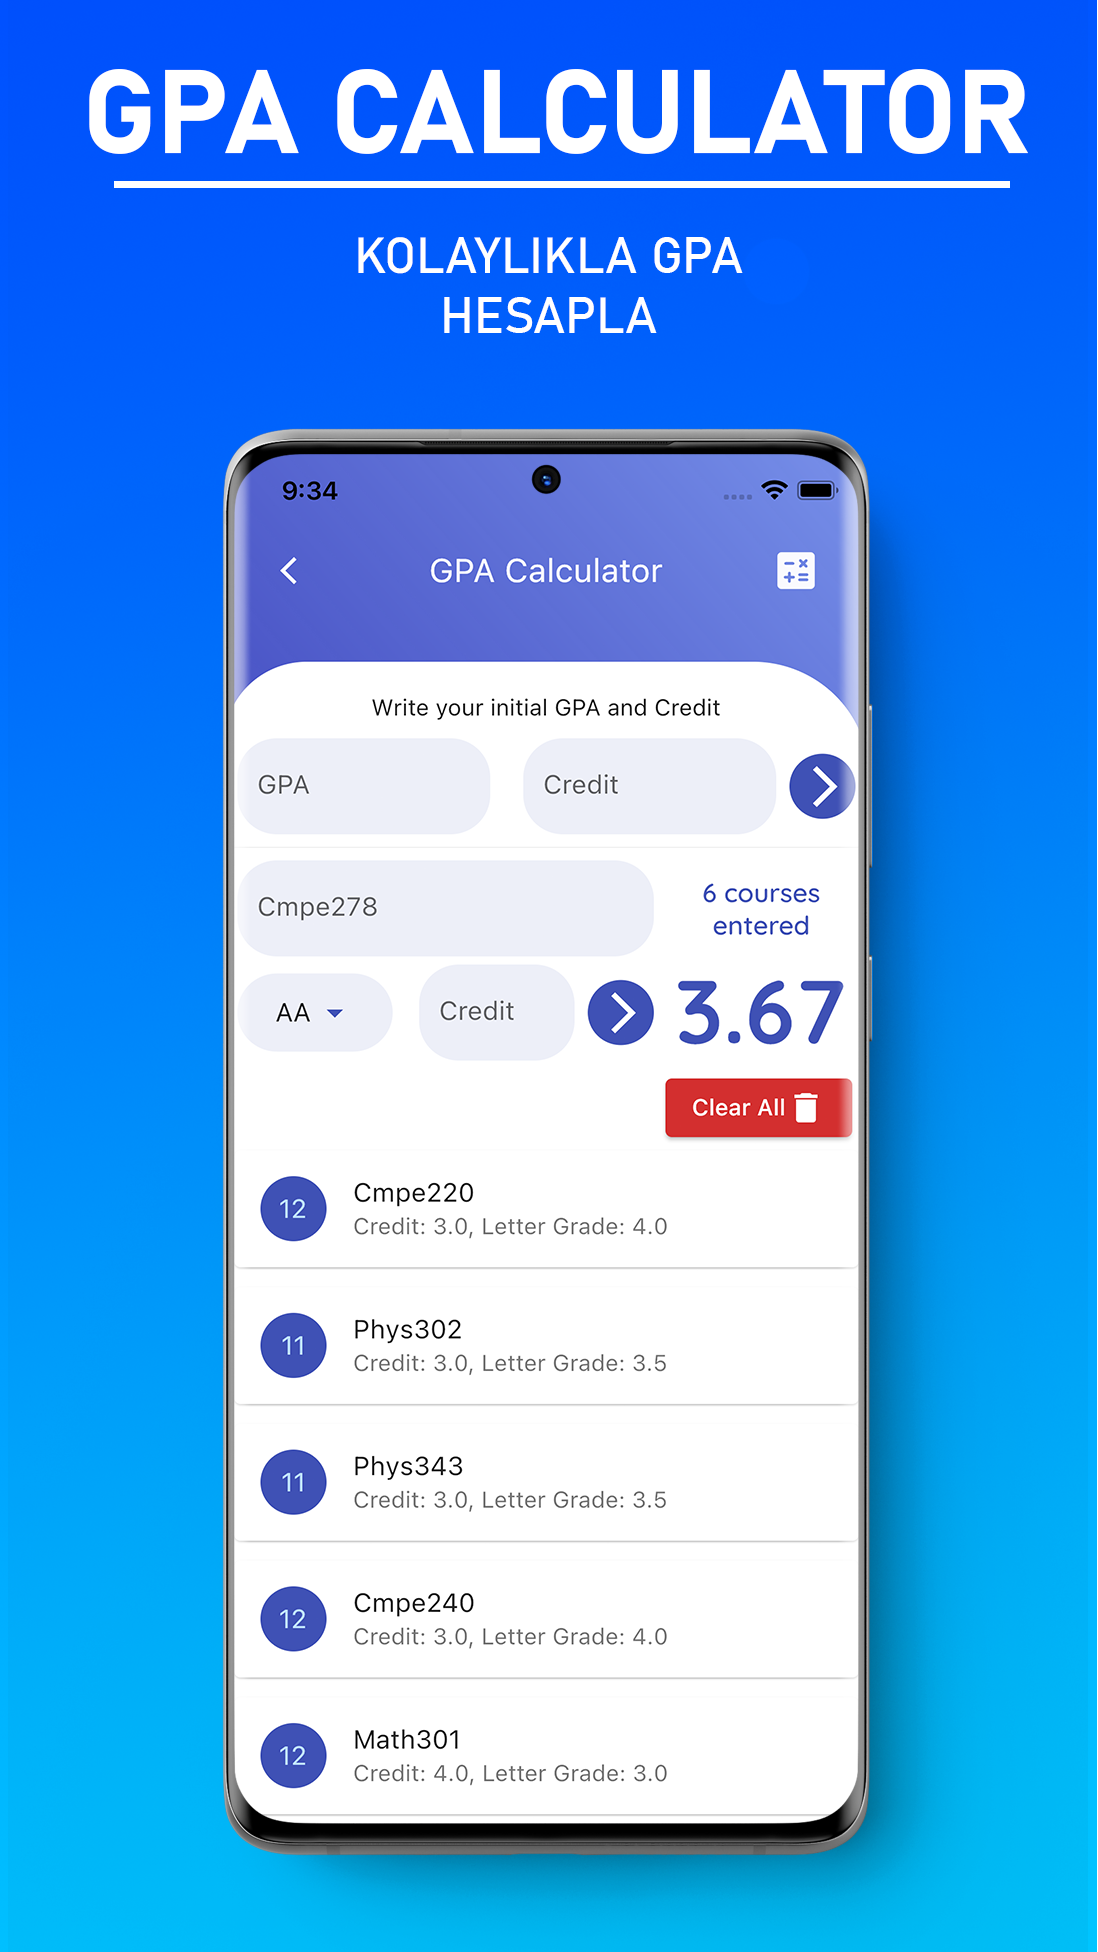 GPA CALCULATOR
KOLAYLIKLA GPA
HESAPLA
9:34
GPA Calculator
Write your initial GPA and Credit
GPA
Credit
Cmpe278
6 courses
entered
AA
Credit
3.67
Clear All
12
Cmpe220
Credit: 3.0, Letter Grade: 4.0
11
Phys302
Credit: 3.0, Letter Grade: 3.5
11
Phys343
Credit: 3.0, Letter Grade: 3.5
12
Cmpe240
Credit: 3.0, Letter Grade: 4.0
12
Math301
Credit: 4.0, Letter Grade: 3.0